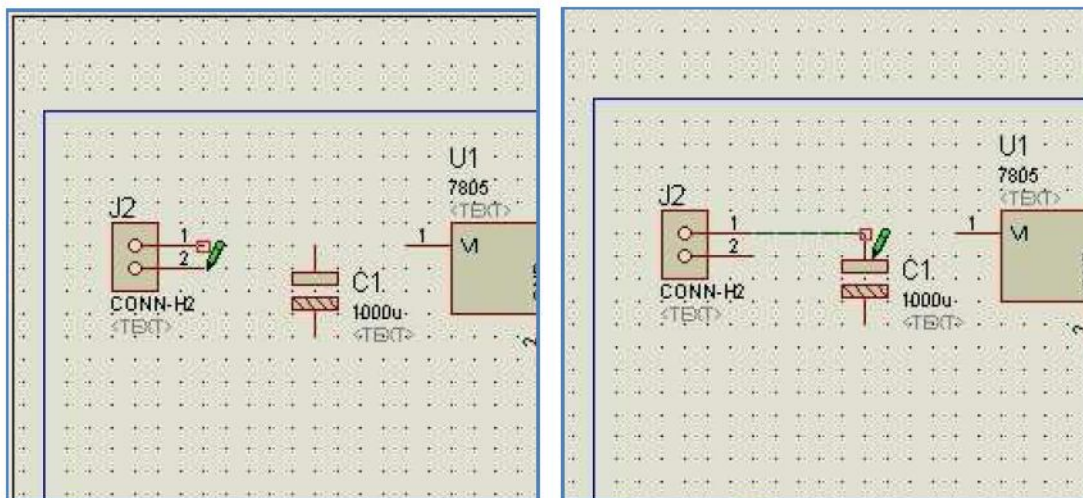 U1
7805
<TEXT>
J2
1
2
1
VI
CONN-H2
<TEXT>
C1
1000u
<TEXT>
2
U1
7805
<TEXT>
J2
1
2
1
VI
CONN-H2
<TEXT>
C1
1000u
<TEXT>